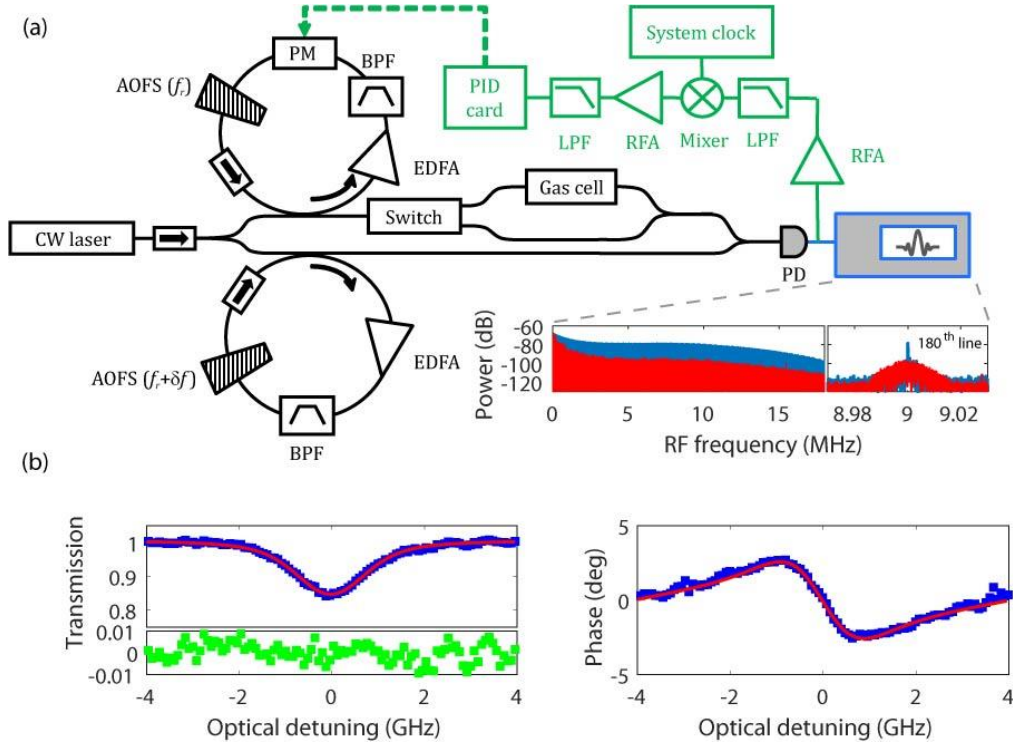 (a)
System clock
PM
BPF
AOFS (fr)
PID
card
LPF
RFA
Mixer
LPF
RFA
EDFA
Gas cell
Switch
CW laser
PD
EDFA
AOFS (fr+δf)
BPF
Power (dB)
-60
-80
-100
-120
180th line
0
5
10
15
8.98
9
9.02
RF frequency (MHz)
(b)
Transmission
1
0.9
0.8
0.01
0
-0.01
-4
-2
0
2
4
Optical detuning (GHz)
Phase (deg)
5
0
-5
-4
-2
0
2
4
Optical detuning (GHz)